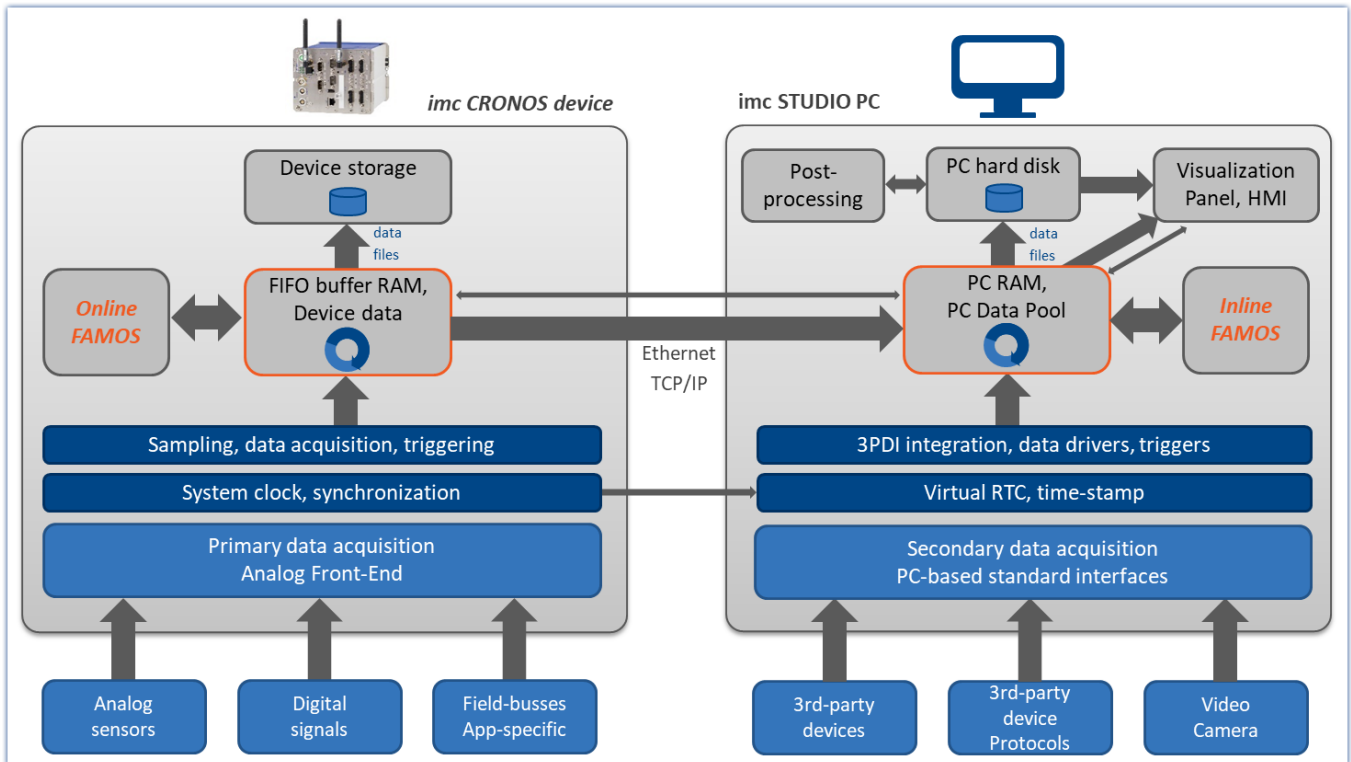 imc CRONOS device
Device storage
data
files
Online
FAMOS
FIFO buffer RAM,
Device data
Sampling, data acquisition, triggering
System clock, synchronization
Primary data acquisition
Analog Front-End
Analog
sensors
Digital
signals
Field-busses
App-specific
Ethernet
TCP/IP
imc STUDIO PC
Post-
processing
PC hard disk
Visualization
Panel, HMI
data
files
PC RAM,
PC Data Pool
Inline
FAMOS
3PDI integration, data drivers, triggers
Virtual RTC, time-stamp
Secondary data acquisition
PC-based standard interfaces
3rd-party
devices
3rd-party
device
Protocols
Video
Camera